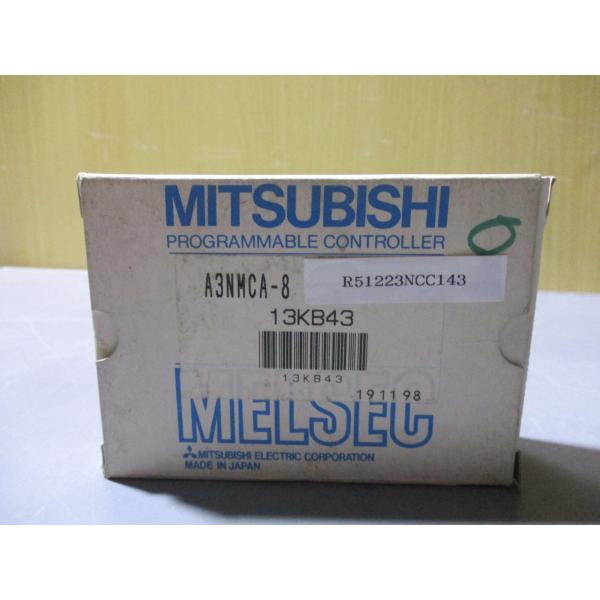 MITSUBISHI
PROGRAMMABLE CONTROLLER
A3NMCA-8
R51223NCC143
13KB43
13KB43
191198
MELSEC
MITSUBISHI ELECTRIC CORPORATION
MADE IN JAPAN